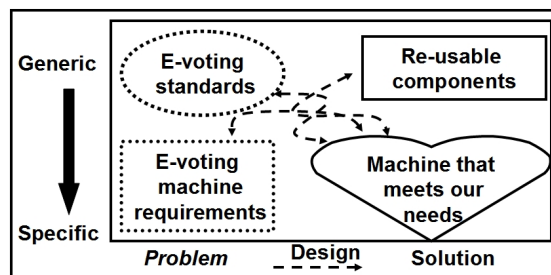 Generic
E-voting
standards
Re-usable
components
E-voting
machine
requirements
Machine that
meets our
needs
Specific
Problem
Design
Solution